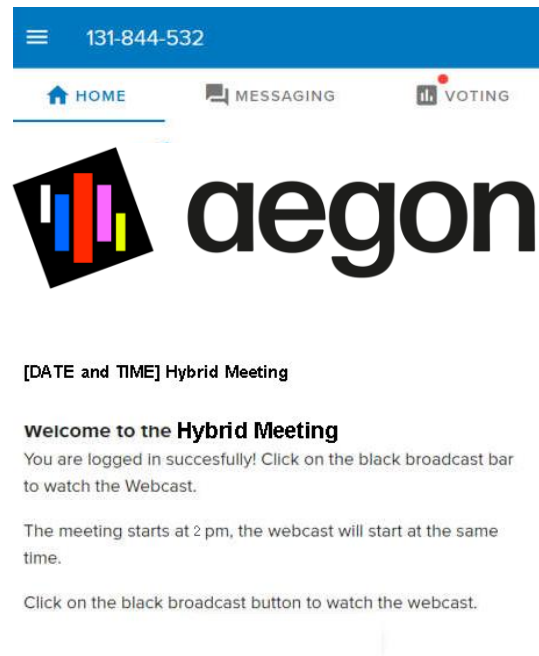 131-844-532
HOME MESSAGING VOTING
aegon
[DATE and TIME] Hybrid Meeting
Welcome to the Hybrid Meeting
You are logged in succesfully! Click on the black broadcast bar
to watch the Webcast.
The meeting starts at 2 pm, the webcast will start at the same
time.
Click on the black broadcast button to watch the webcast.